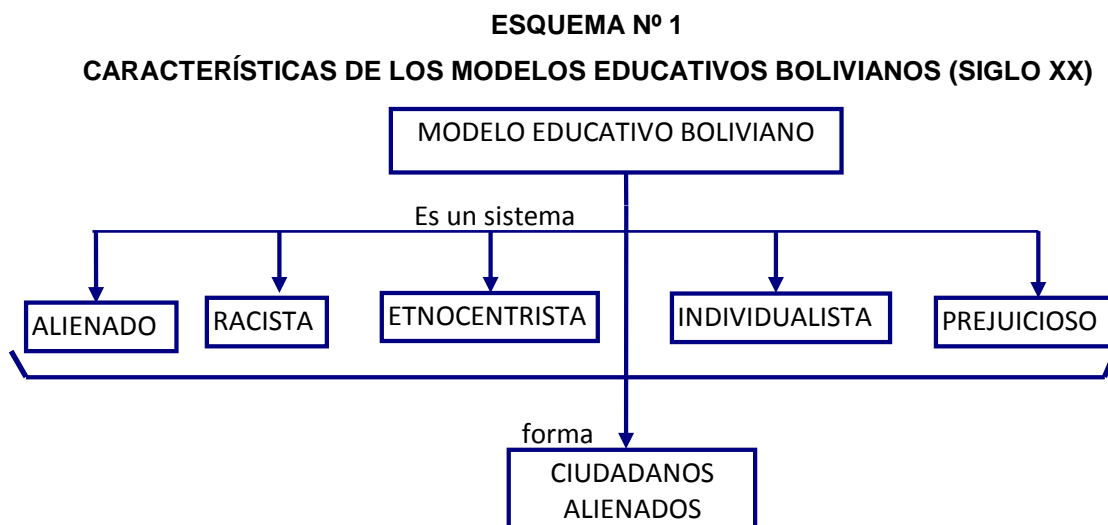 ESQUEMA Nº 1
CARACTERÍSTICAS DE LOS MODELOS EDUCATIVOS BOLIVIANOS (SIGLO XX)
MODELO EDUCATIVO BOLIVIANO
Es un sistema
ALIENADO
RACISTA
ETNOCENTRISTA
INDIVIDUALISTA
PREJUICIOSO
forma
CIUDADANOS
ALIENADOS